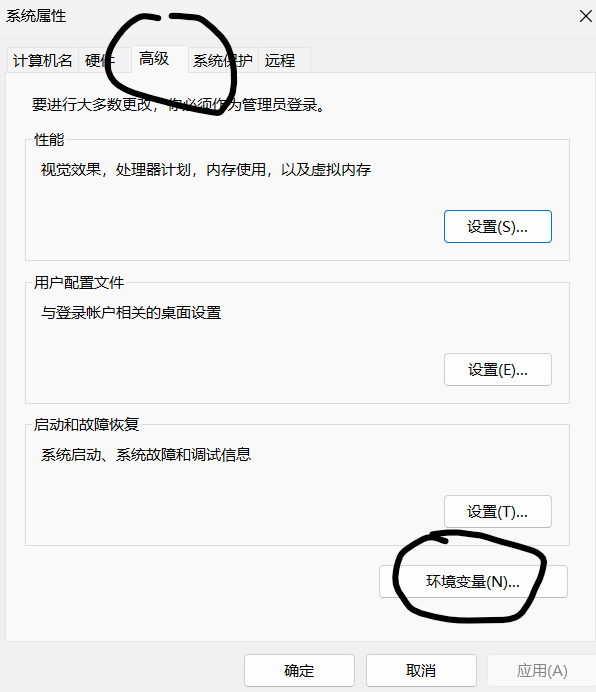 系统属性
计算机名 硬件 高级 系统保护 远程
要进行大多数更改，你必须作为管理员登录。
性能
视觉效果，处理器计划，内存使用，以及虚拟内存
设置(S)...
用户配置文件
与登录帐户相关的桌面设置
设置(E)...
启动和故障恢复
系统启动、系统故障和调试信息
设置(T)...
环境变量(N)...
确定 取消 应用(A)